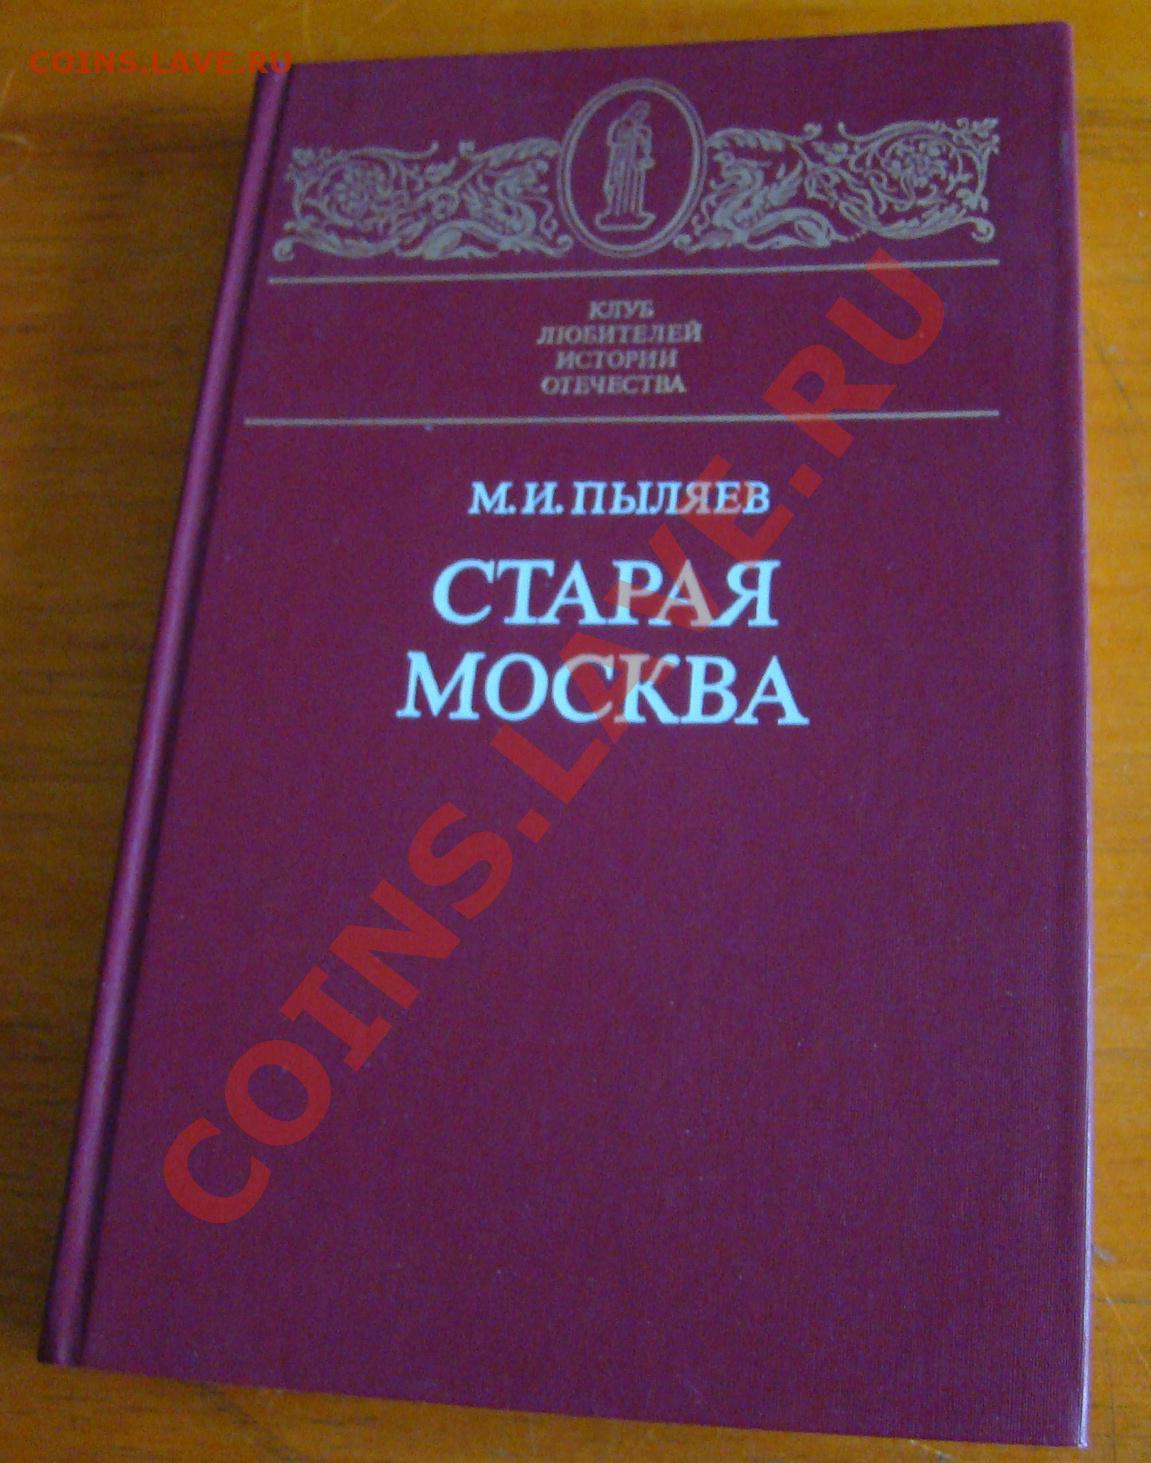 COINS.LAVE.RU
КЛУБ
ЛЮБИТЕЛЕЙ
ИСТОРИИ
ОТЕЧЕСТВА
М.И.ПЫЛЯЕВ
СТАРАЯ
МОСКВА
COINS.LAVE.RU